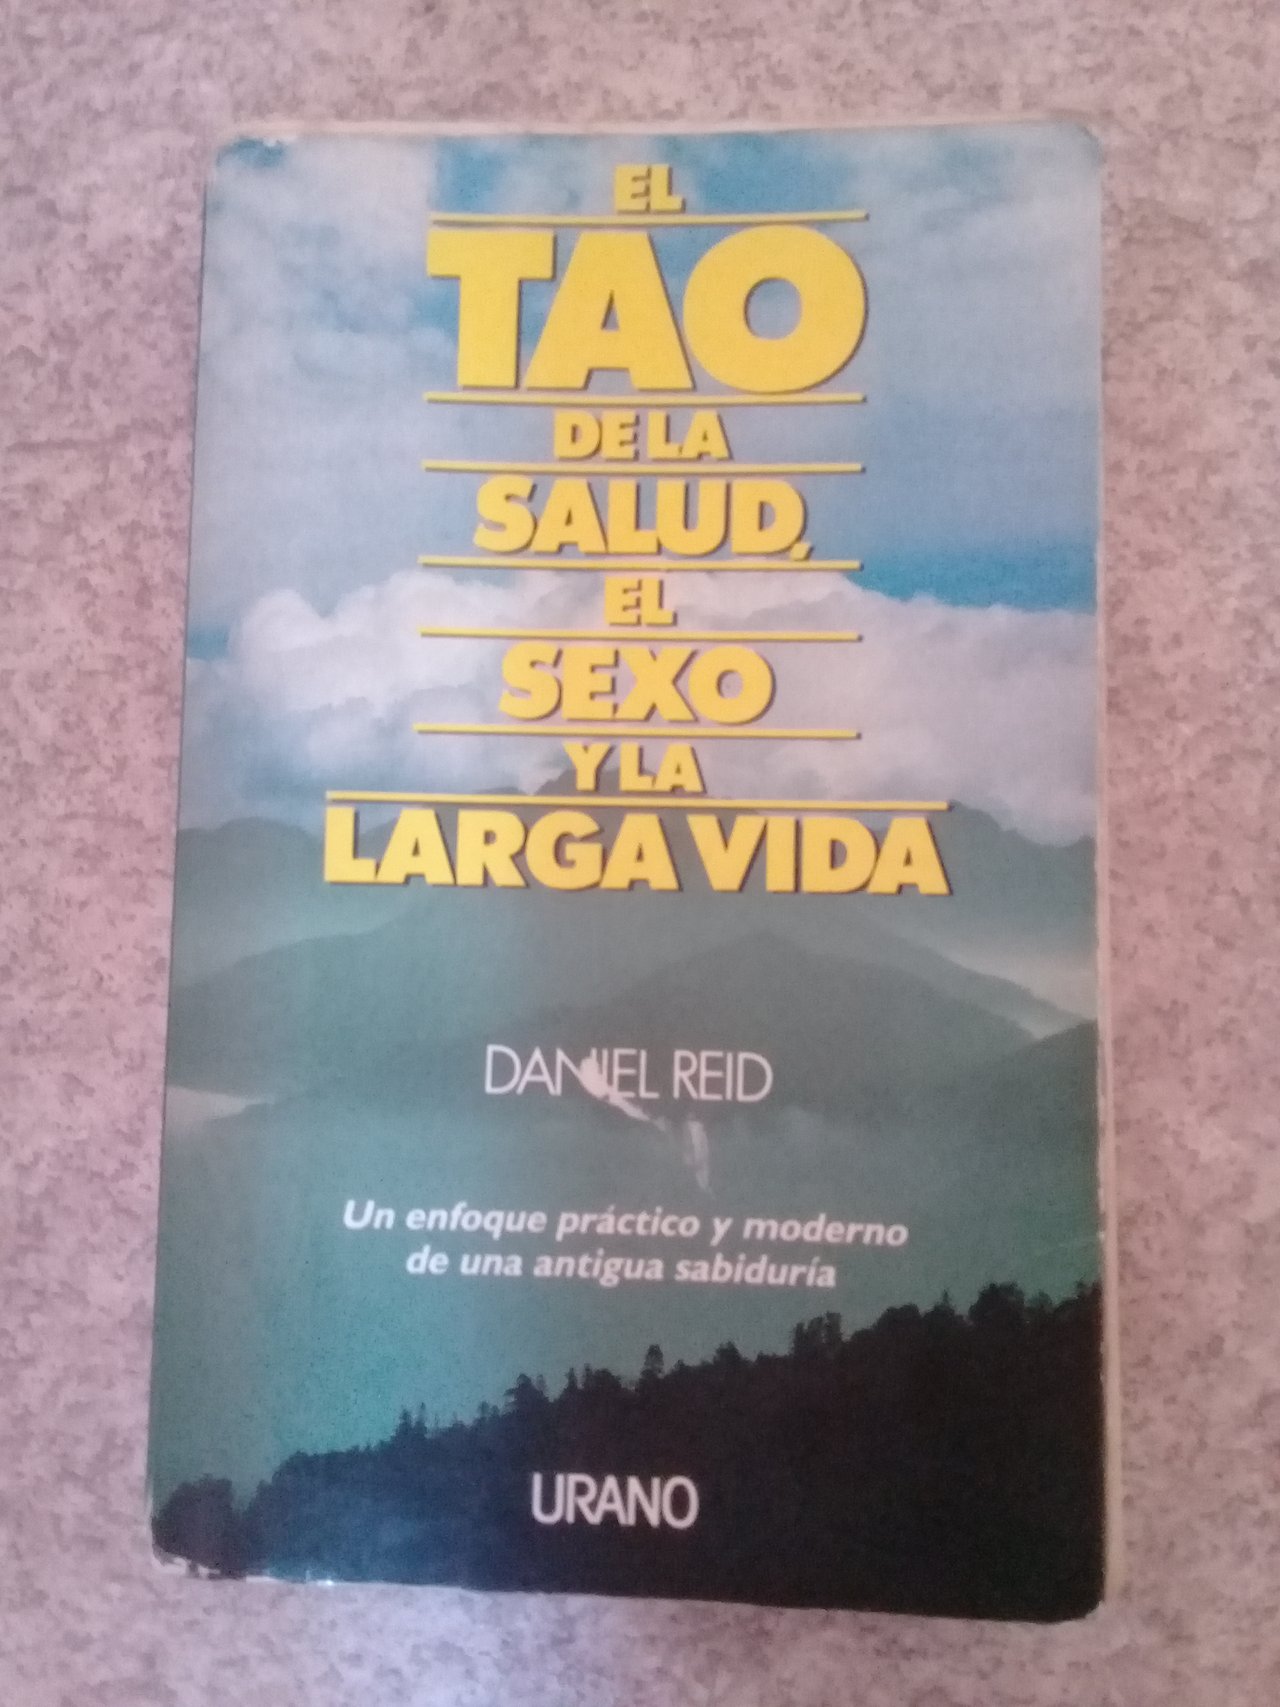 EL
TAO
DE LA
SALUD,
EL
SEXO
Y LA
LARGA VIDA
DANIEL REID
Un enfoque práctico y moderno
de una antigua sabiduría
URANO